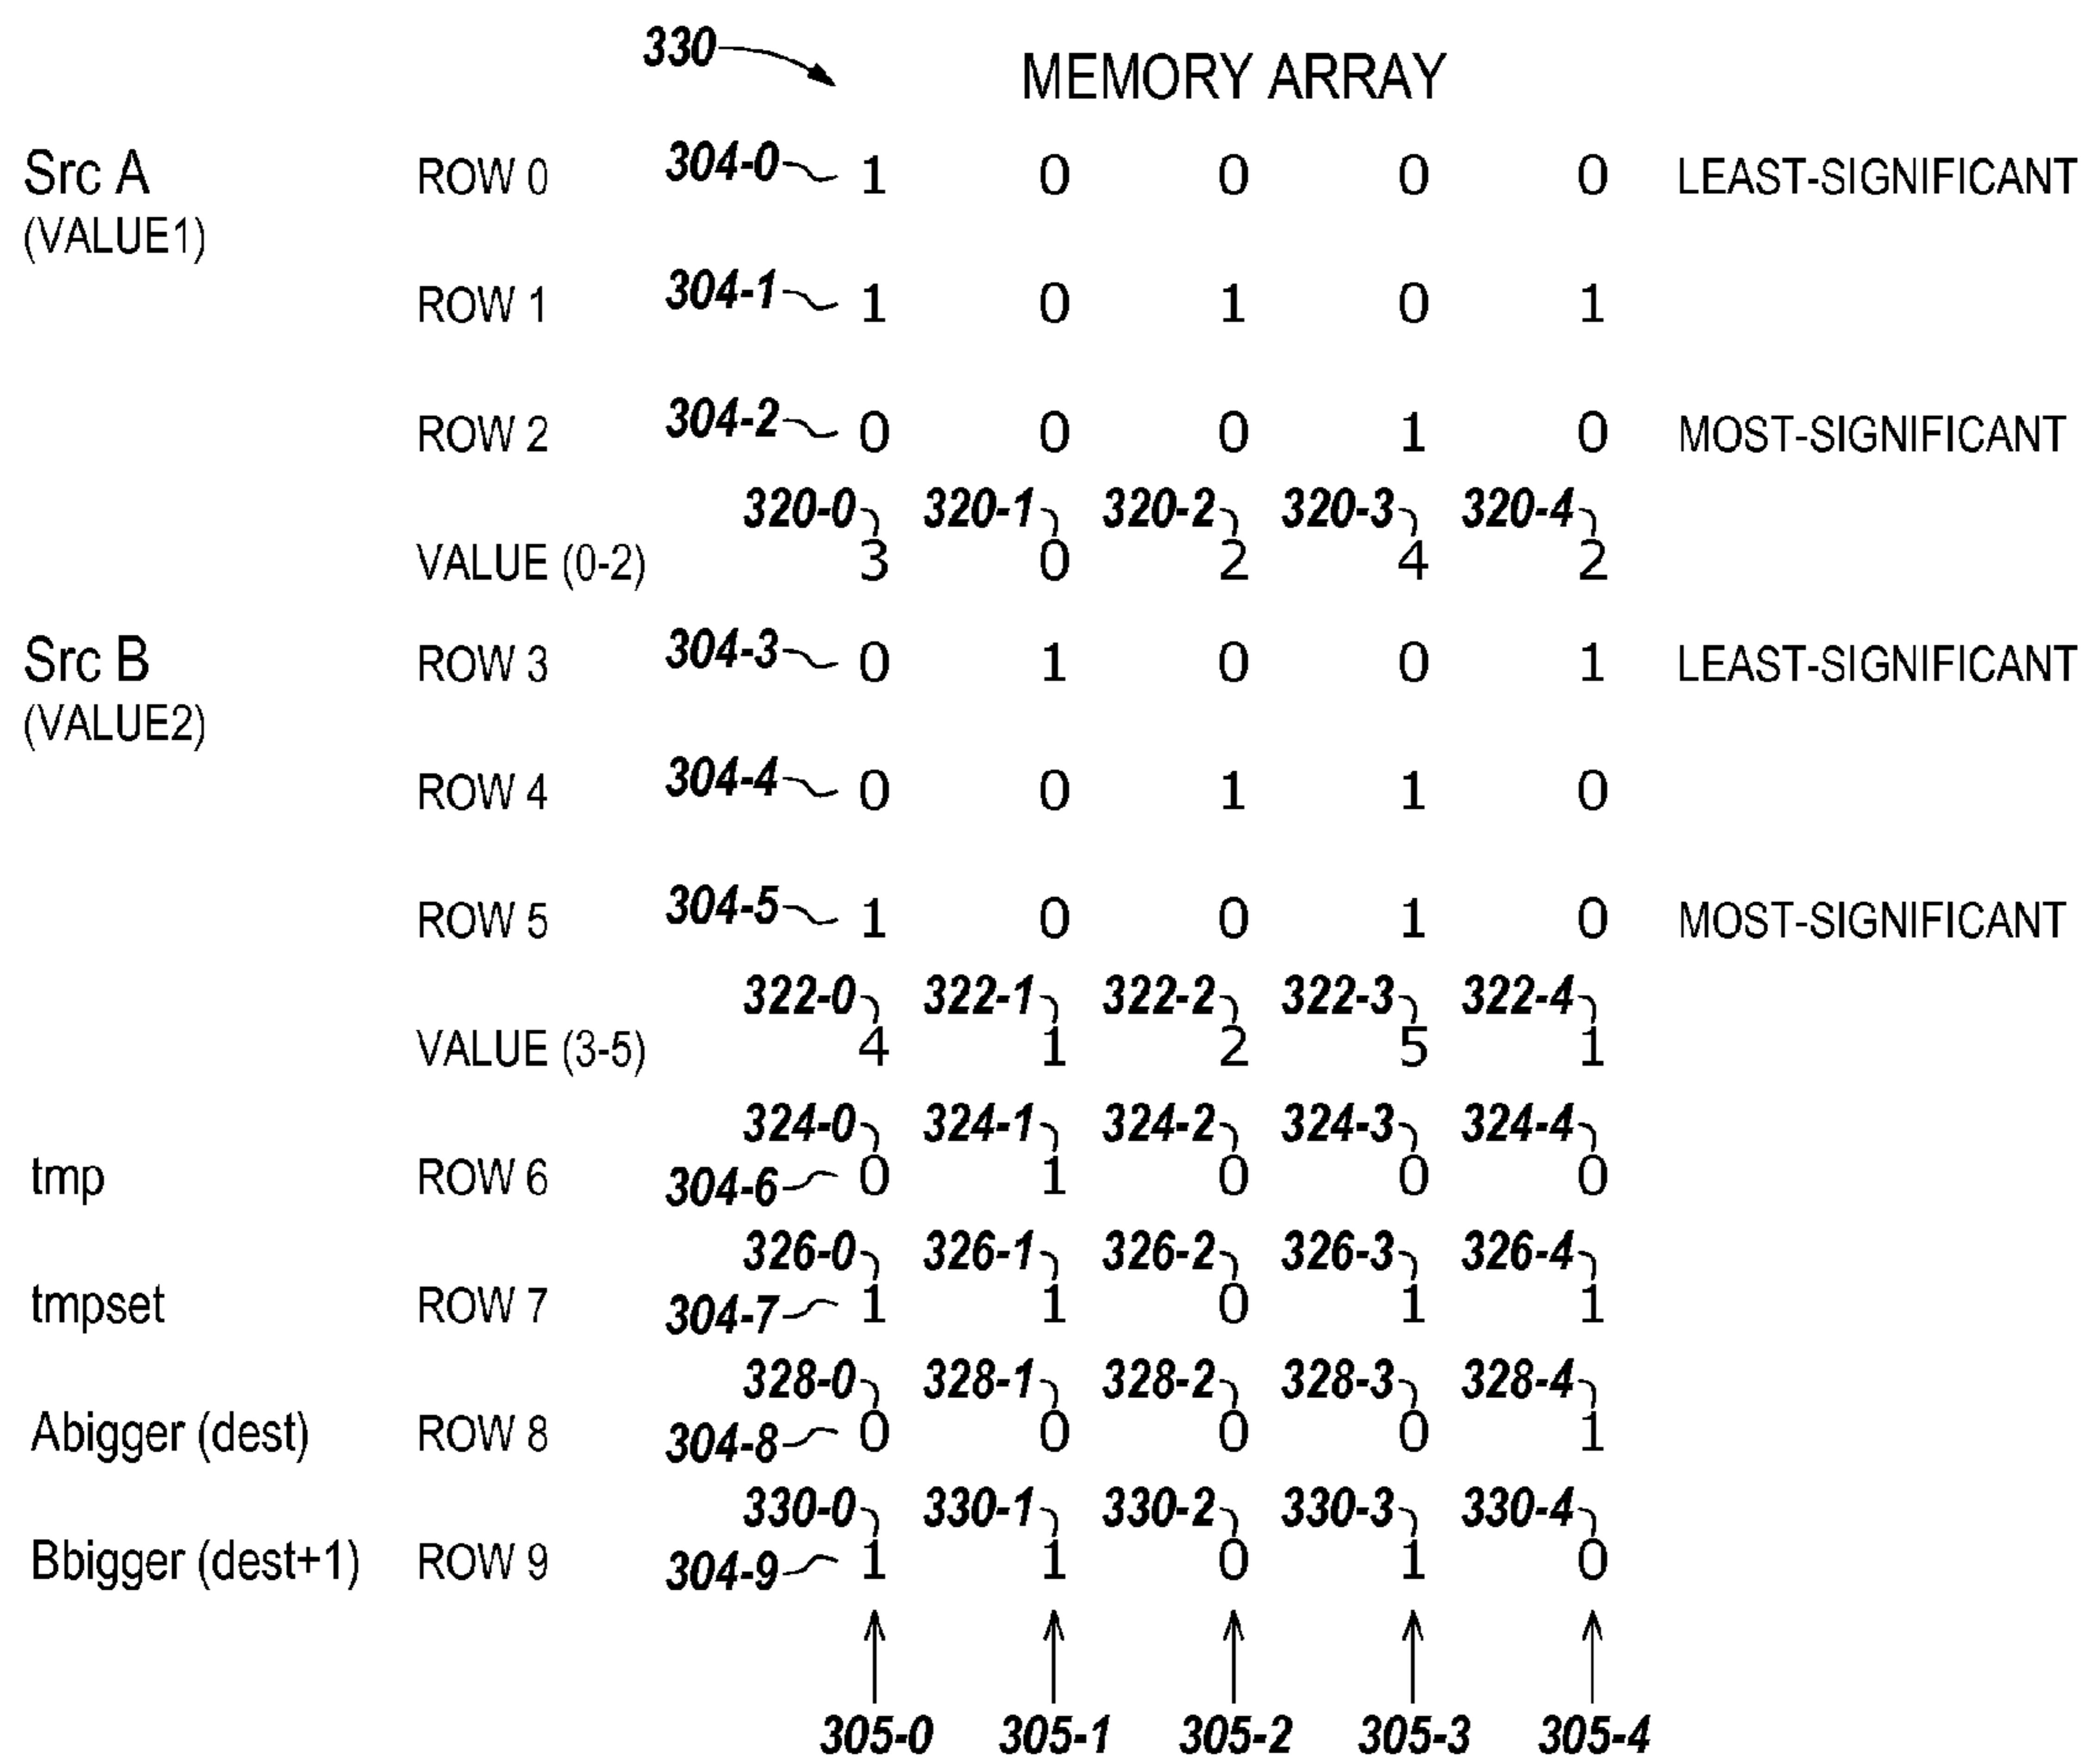 330 MEMORY ARRAY
Src A ROW 0 304-0 1 0 0 0 0 LEAST-SIGNIFICANT
(VALUE1)
ROW 1 304-1 1 0 1 0 1
ROW 2 304-2 0 0 0 1 0 MOST-SIGNIFICANT
320-0 320-1 320-2 320-3 320-4
VALUE (0-2) 3 0 2 4 2
Src B ROW 3 304-3 0 1 0 0 1 LEAST-SIGNIFICANT
(VALUE2)
ROW 4 304-4 0 0 1 1 0
ROW 5 304-5 1 0 0 1 0 MOST-SIGNIFICANT
322-0 322-1 322-2 322-3 322-4
VALUE (3-5) 4 1 2 5 1
324-0 324-1 324-2 324-3 324-4
tmp ROW 6 304-6 0 1 0 0 0
326-0 326-1 326-2 326-3 326-4
tmpset ROW 7 304-7 1 1 0 1 1
328-0 328-1 328-2 328-3 328-4
Abigger (dest) ROW 8 304-8 0 0 0 0 1
330-0 330-1 330-2 330-3 330-4
Bbigger (dest+1) ROW 9 304-9 1 1 0 1 0
305-0 305-1 305-2 305-3 305-4